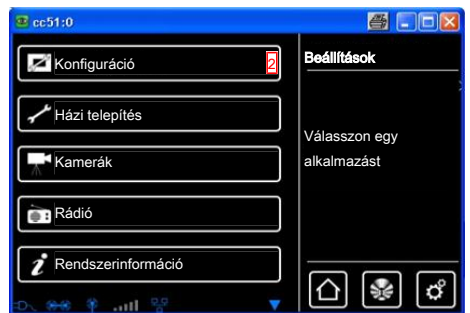 cc51:0
Konfiguráció 2
Házi telepítés
Kamerák
Rádió
Rendszerinformáció
Beállítások
Válasszon egy
alkalmazást